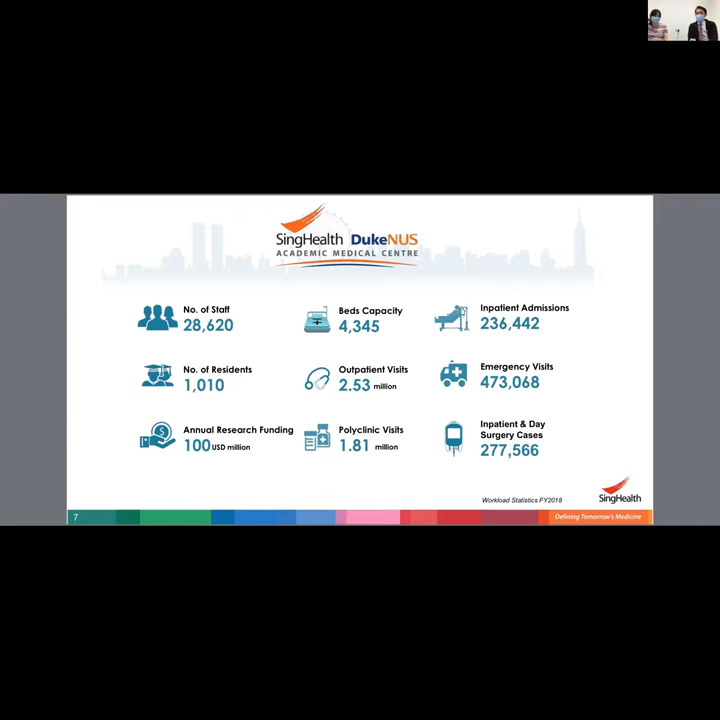 SingHealth DukeNUS
ACADEMIC MEDICAL CENTRE
No. of Staff
28,620
Beds Capacity
4,345
Inpatient Admissions
236,442
No. of Residents
1,010
Outpatient Visits
2.53 million
Emergency Visits
473,068
Annual Research Funding
100 USD million
Polyclinic Visits
1.81 million
Inpatient & Day
Surgery Cases
277,566
Workload Statistics FY2018
SingHealth
7
Defining Tomorrow's Medicine